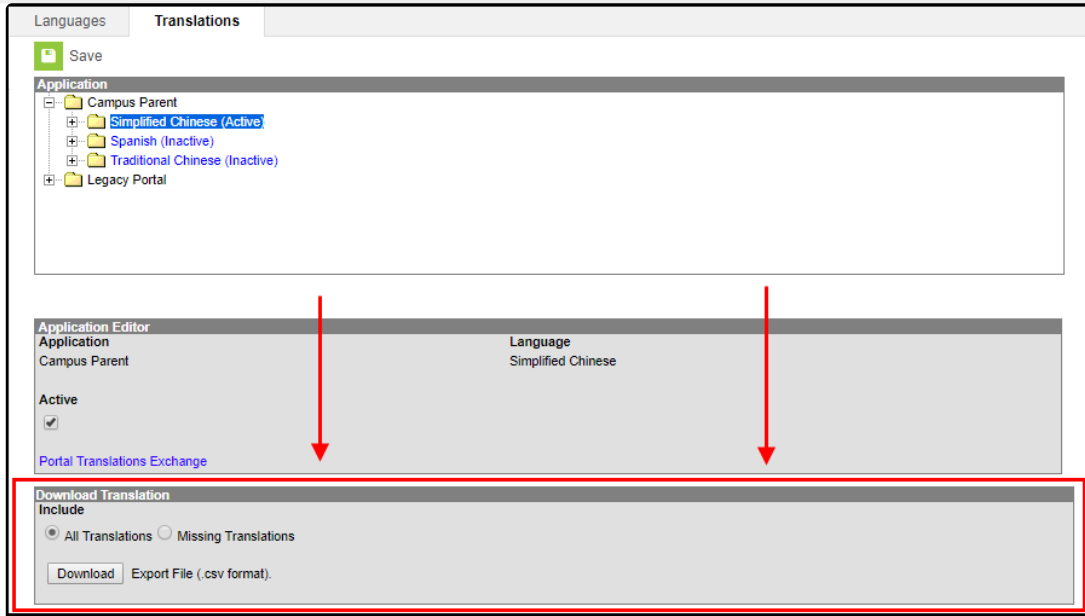 Languages Translations
Save
Application
Campus Parent
Simplified Chinese (Active)
Spanish (Inactive)
Traditional Chinese (Inactive)
Legacy Portal
Application Editor
Application Language
Campus Parent Simplified Chinese
Active
Portal Translations Exchange
Download Translation
Include
All Translations Missing Translations
Download Export File (.csv format).